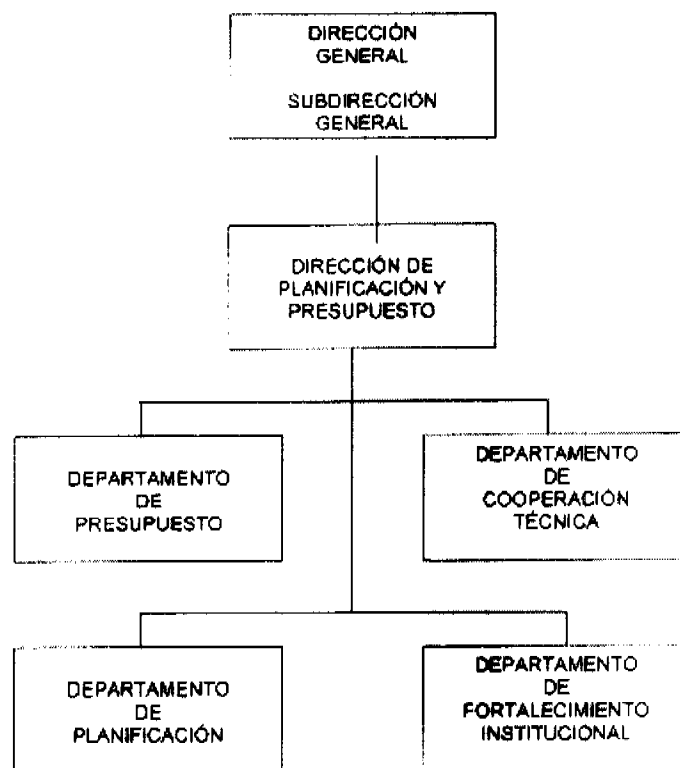 DIRECCIÓN
GENERAL
SUBDIRECCIÓN
GENERAL
DIRECCIÓN DE
PLANIFICACIÓN Y
PRESUPUESTO
DEPARTAMENTO
DE
PRESUPUESTO
DEPARTAMENTO
DE
COOPERACIÓN
TÉCNICA
DEPARTAMENTO
DE
PLANIFICACIÓN
DEPARTAMENTO
DE
FORTALECIMIENTO
INSTITUCIONAL